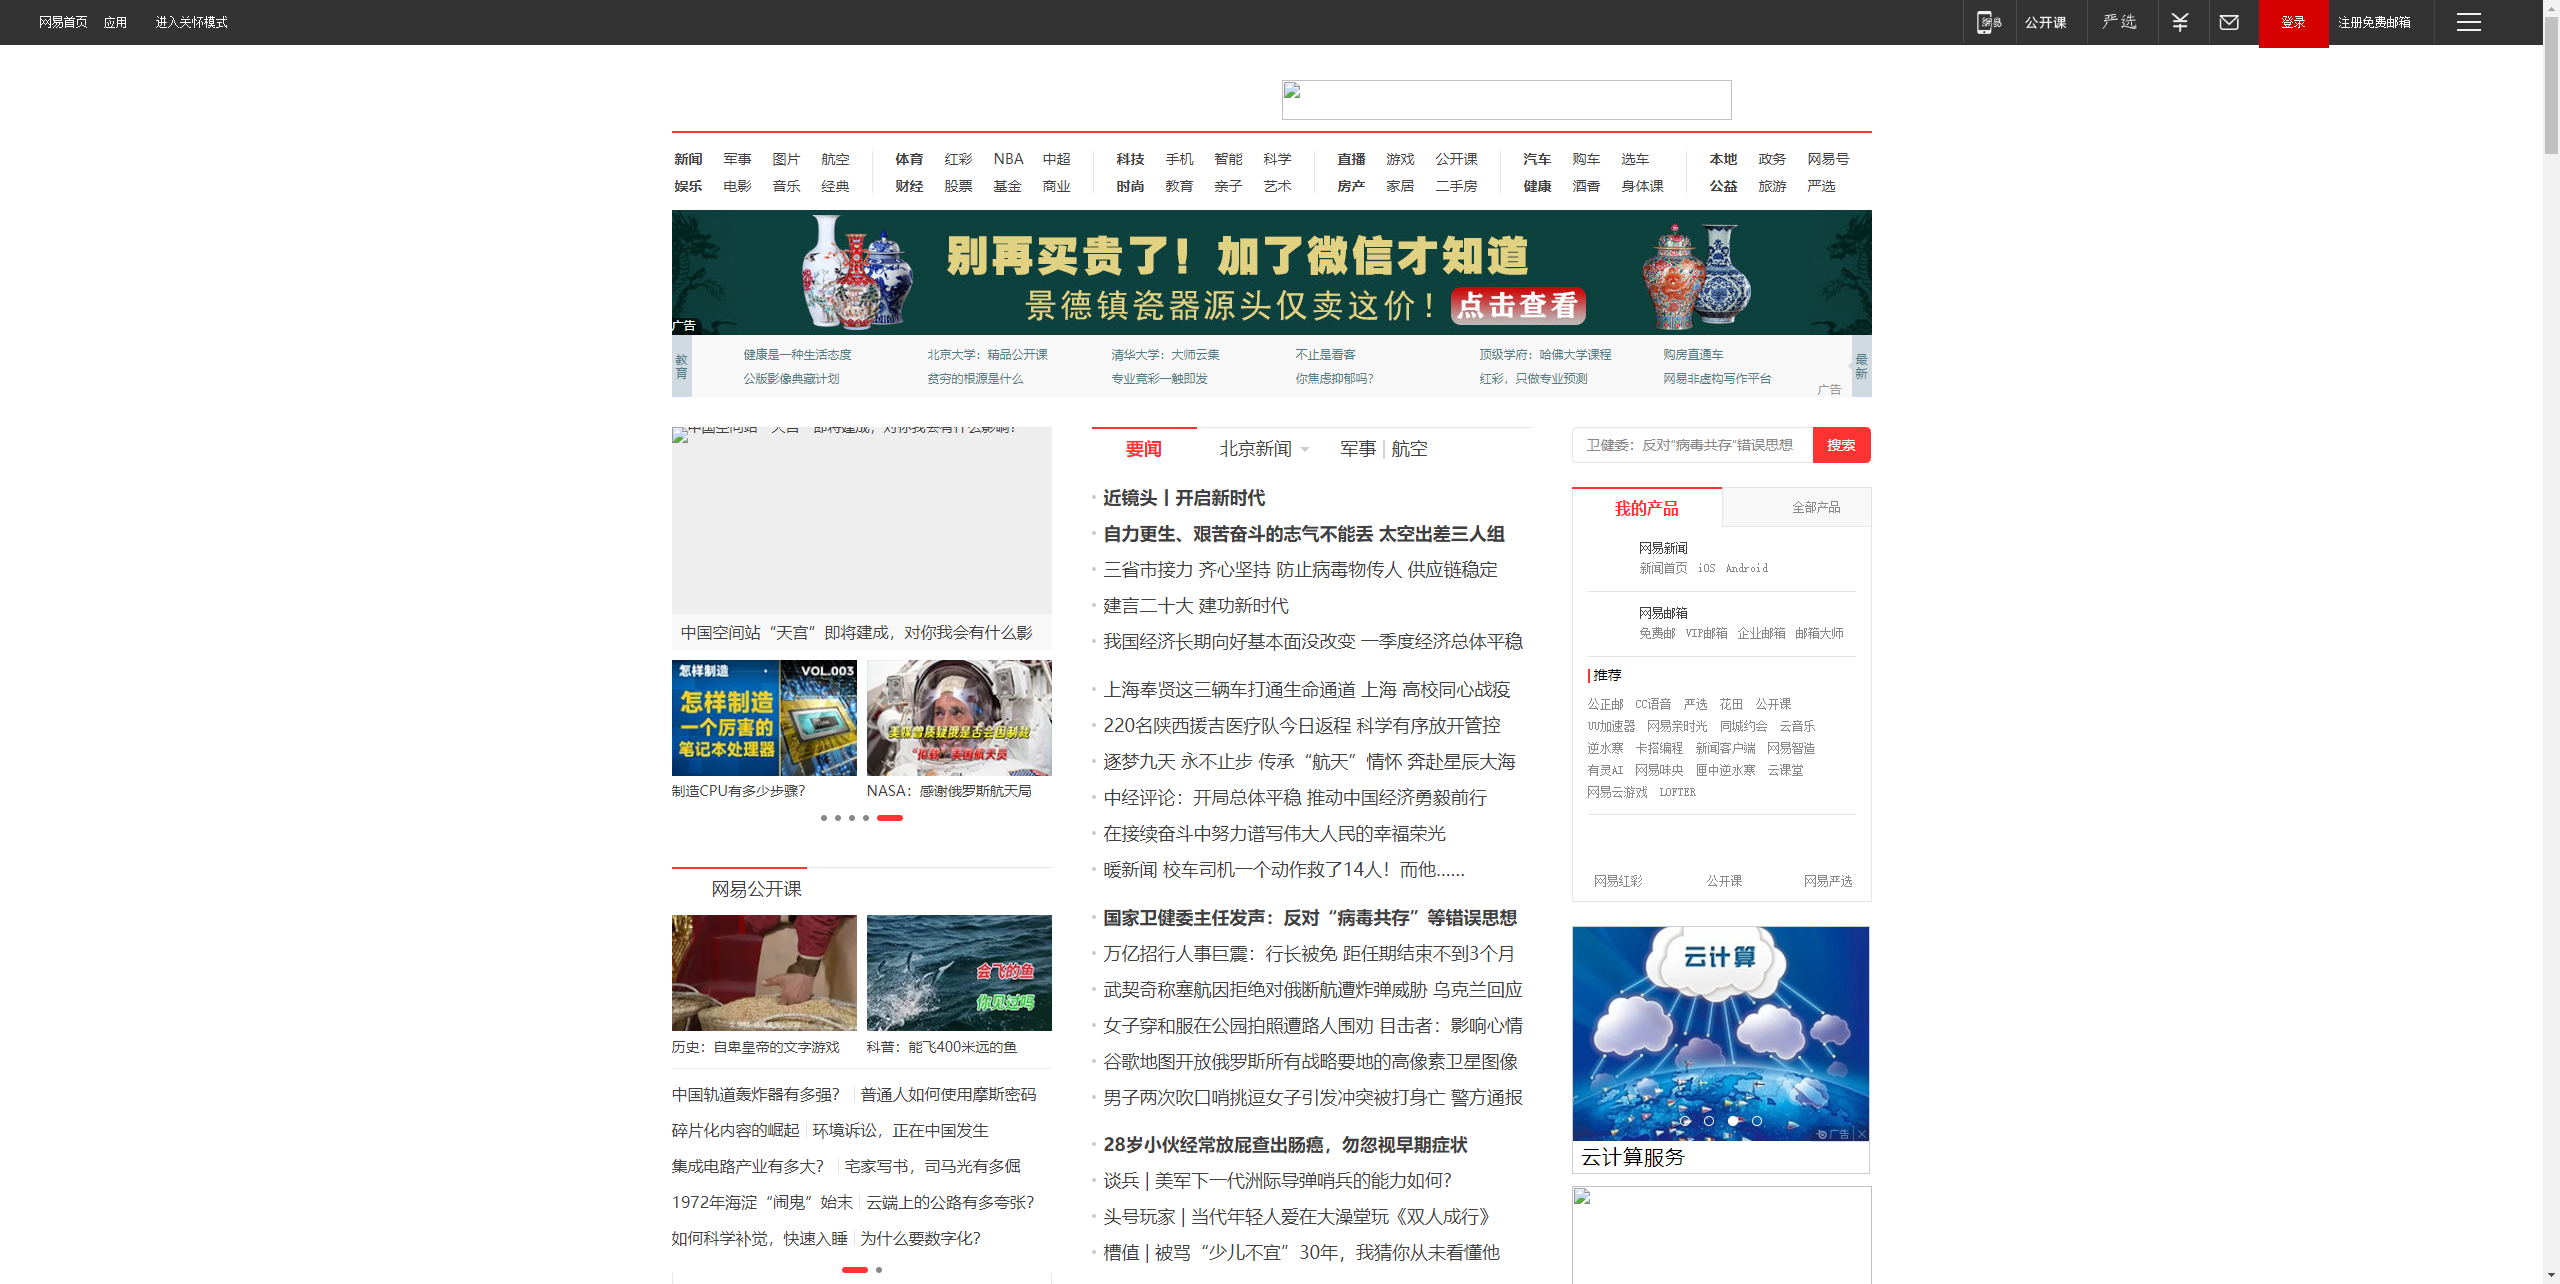 网易首页 应用 进入关怀模式
公开课 严选 登录 注册免费邮箱
新闻 军事 图片 航空 体育 红彩 NBA 中超 科技 手机 智能 科学 直播 游戏 公开课 汽车 购车 选车 本地 政务 网易号
娱乐 电影 音乐 经典 财经 股票 基金 商业 时尚 教育 亲子 艺术 房产 家居 二手房 健康 酒香 身体课 公益 旅游 严选
别再买贵了！加了微信才知道
景德镇瓷器源头仅卖这价！ 点击查看
广告
教育
健康是一种生活态度 北京大学：精品公开课 清华大学：大师云集 不止是看客 顶级学府：哈佛大学课程 购房直通车
公版影像典藏计划 贫穷的根源是什么 专业竞彩一触即发 你焦虑抑郁吗？ 红彩，只做专业预测 网易非虚构写作平台
广告
最新
中国空间站“天宫”即将建成，对你我会有什么影响？
中国空间站“天宫”即将建成，对你我会有什么影
怎样制造 VOL.003
怎样制造
一个厉害的
笔记本处理器
美媒曾质疑俄是否会因制裁
“拟软”美国航天员
制造CPU有多少步骤？ NASA：感谢俄罗斯航天局
网易公开课
会飞的鱼
你见过吗
历史：自卑皇帝的文字游戏 科普：能飞400米远的鱼
中国轨道轰炸器有多强？ 普通人如何使用摩斯密码
碎片化内容的崛起 环境诉讼，正在中国发生
集成电路产业有多大？ 宅家写书，司马光有多倔
1972年海淀“闹鬼”始末 云端上的公路有多夸张？
如何科学补觉，快速入睡 为什么要数字化？
要闻 北京新闻 军事 | 航空
近镜头丨开启新时代
自力更生、艰苦奋斗的志气不能丢 太空出差三人组
三省市接力 齐心坚持 防止病毒物传人 供应链稳定
建言二十大 建功新时代
我国经济长期向好基本面没改变 一季度经济总体平稳
上海奉贤这三辆车打通生命通道 上海 高校同心战疫
220名陕西援吉医疗队今日返程 科学有序放开管控
逐梦九天 永不止步 传承“航天”情怀 奔赴星辰大海
中经评论：开局总体平稳 推动中国经济勇毅前行
在接续奋斗中努力谱写伟大人民的幸福荣光
暖新闻 校车司机一个动作救了14人！而他......
国家卫健委主任发声：反对“病毒共存”等错误思想
万亿招行人事巨震：行长被免 距任期结束不到3个月
武契奇称塞航因拒绝对俄断航遭炸弹威胁 乌克兰回应
女子穿和服在公园拍照遭路人围劝 目击者：影响心情
谷歌地图开放俄罗斯所有战略要地的高像素卫星图像
男子两次吹口哨挑逗女子引发冲突被打身亡 警方通报
28岁小伙经常放屁查出肠癌，勿忽视早期症状
谈兵 | 美军下一代洲际导弹哨兵的能力如何？
头号玩家 | 当代年轻人爱在大澡堂玩《双人成行》
槽值 | 被骂“少儿不宜”30年，我猜你从未看懂他
卫健委：反对“病毒共存”错误思想 搜索
我的产品 全部产品
网易新闻
新闻首页 iOS Android
网易邮箱
免费邮 VIP邮箱 企业邮箱 邮箱大师
推荐
公正邮 CC语音 严选 花田 公开课
UU加速器 网易亲时光 同城约会 云音乐
逆水寒 卡搭编程 新闻客户端 网易智造
有灵AI 网易味央 匣中逆水寒 云课堂
网易云游戏 LOFTER
网易红彩 公开课 网易严选
云计算
广告
云计算服务